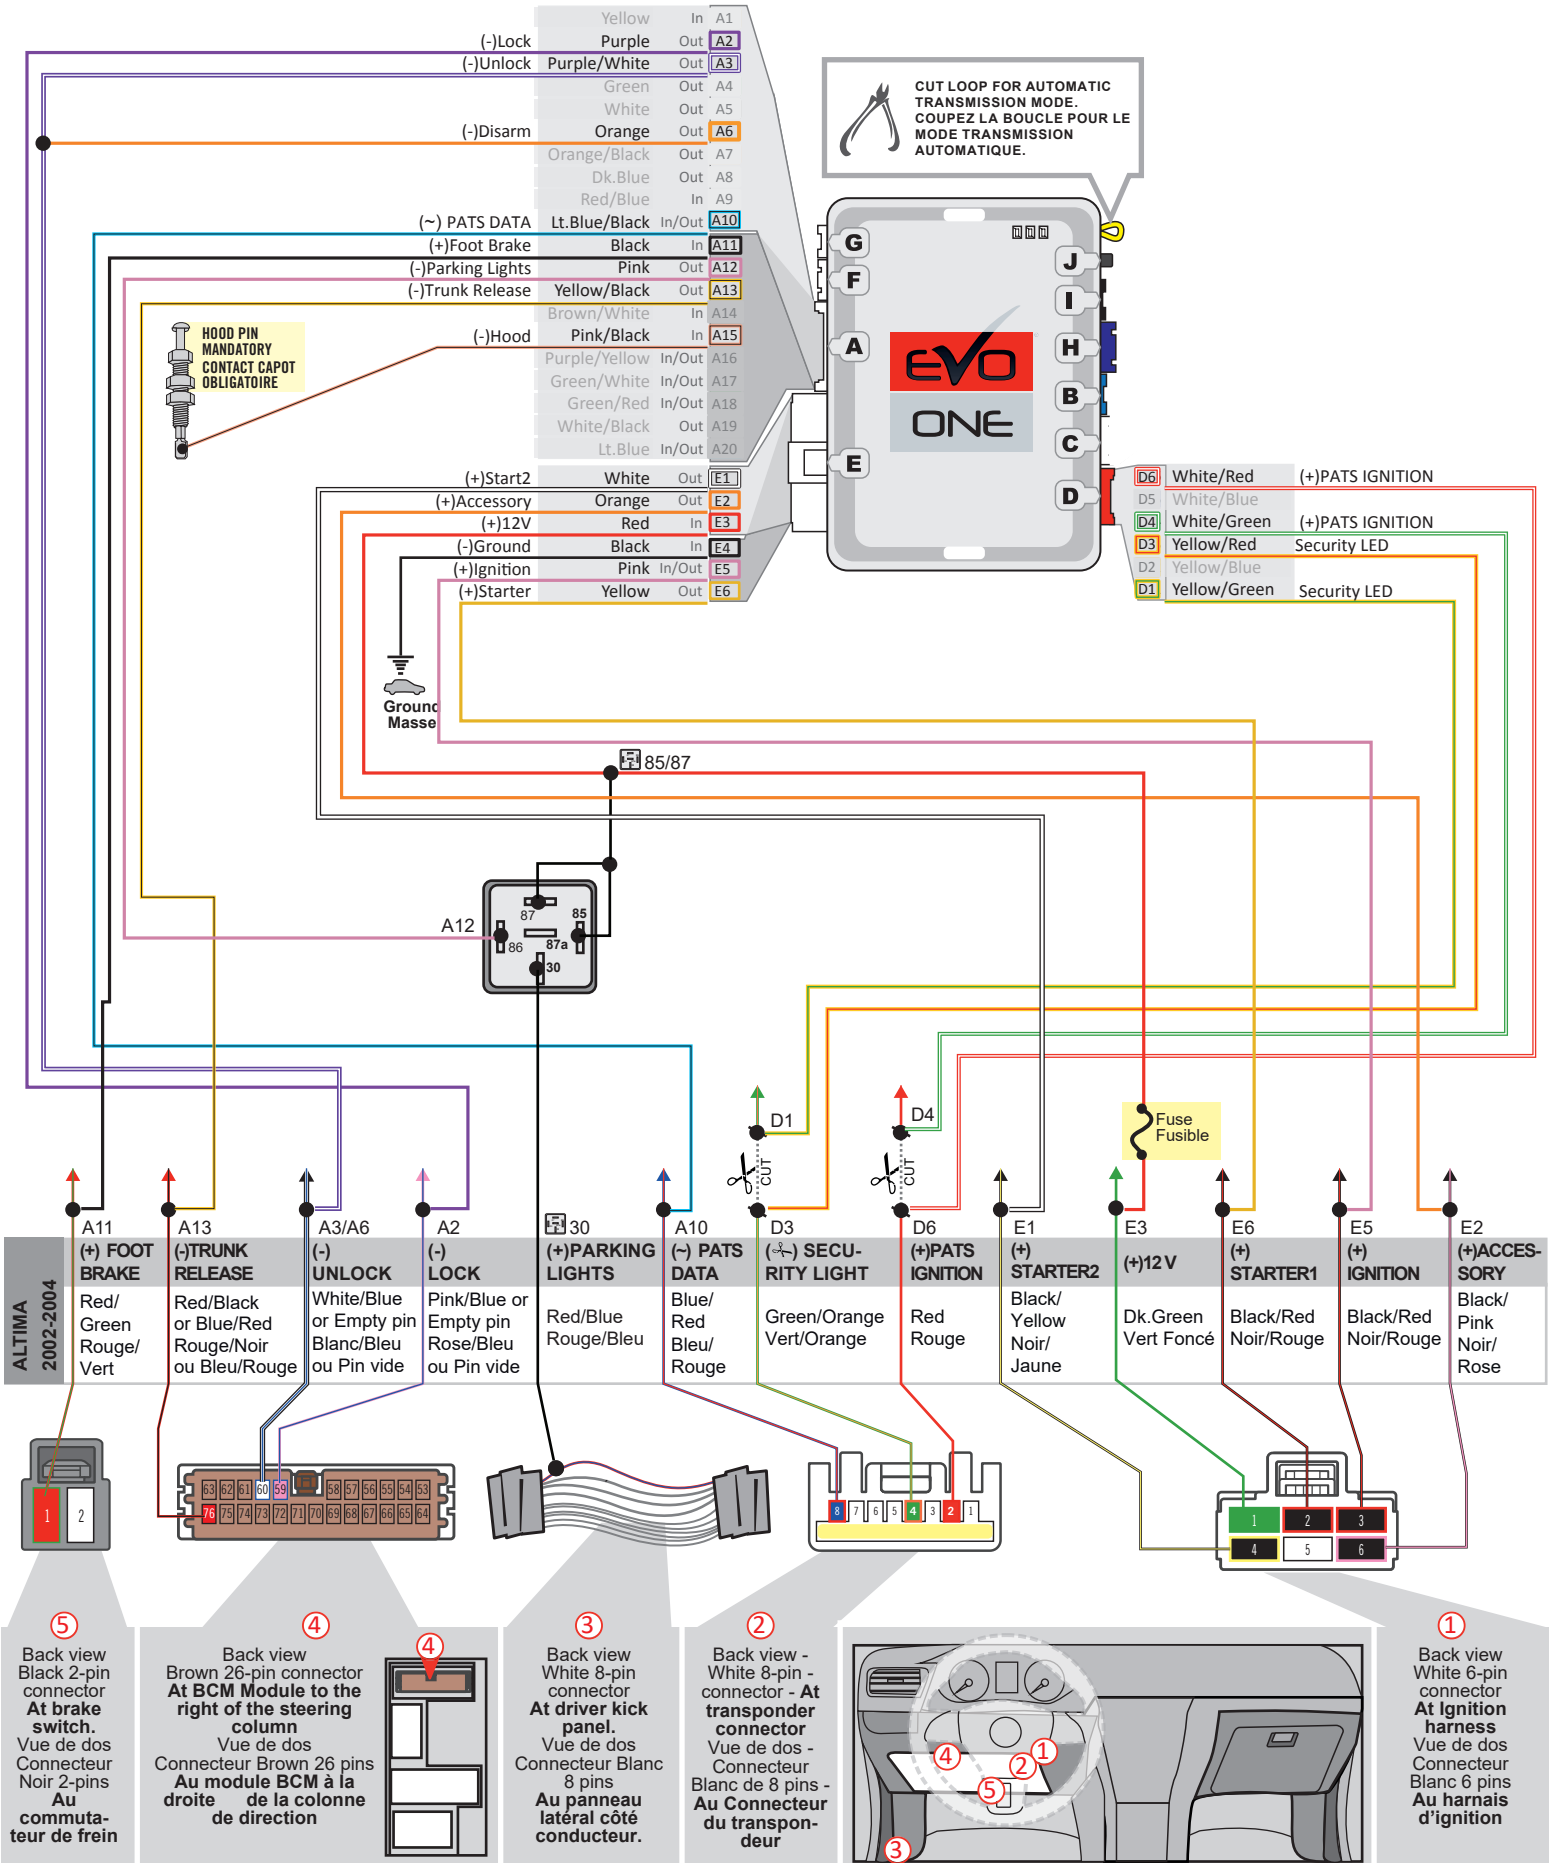 Yellow In A1
(-)Lock Purple Out A2
(-)Unlock Purple/White Out A3
Green Out A4
White Out A5
(-)Disarm Orange Out A6
Orange/Black Out A7
Dk.Blue Out A8
Red/Blue In A9
(~) PATS DATA Lt.Blue/Black In/Out A10
(+)Foot Brake Black In A11
(-)Parking Lights Pink Out A12
(-)Trunk Release Yellow/Black Out A13
Brown/White In A14
(-)Hood Pink/Black In A15
Purple/Yellow In/Out A16
Green/White In/Out A17
Green/Red In/Out A18
White/Black Out A19
Lt.Blue In/Out A20
(+)Start2 White Out E1
(+)Accessory Orange Out E2
(+)12V Red In E3
(-)Ground Black In E4
(+)Ignition Pink In/Out E5
(+)Starter Yellow Out E6
HOOD PIN
MANDATORY
CONTACT CAPOT
OBLIGATOIRE
CUT LOOP FOR AUTOMATIC
TRANSMISSION MODE.
COUPEZ LA BOUCLE POUR LE
MODE TRANSMISSION
AUTOMATIQUE.
G
F
A
E
J
I
H
B
C
D
EVO
ONE
D6 White/Red (+)PATS IGNITION
D5 White/Blue
D4 White/Green (+)PATS IGNITION
D3 Yellow/Red Security LED
D2 Yellow/Blue
D1 Yellow/Green Security LED
Ground
Masse
85/87
A12
87
85
86
87a
30
D1
D4
CUT
CUT
Fuse
Fusible
A11
A13
A3/A6
A2
30
A10
D3
D6
E1
E3
E6
E5
E2
ALTIMA
2002-2004
(+) FOOT
BRAKE
(-)TRUNK
RELEASE
(-)
UNLOCK
(-)
LOCK
(+)PARKING
LIGHTS
(~) PATS
DATA
( ) SECU-
RITY LIGHT
(+)PATS
IGNITION
(+)
STARTER2
(+)12 V
(+)
STARTER1
(+)
IGNITION
(+)ACCES-
SORY
Red/
Green
Rouge/
Vert
Red/Black
or Blue/Red
Rouge/Noir
ou Bleu/Rouge
White/Blue
or Empty pin
Blanc/Bleu
ou Pin vide
Pink/Blue or
Empty pin
Rose/Bleu
ou Pin vide
Red/Blue
Rouge/Bleu
Blue/
Red
Bleu/
Rouge
Green/Orange
Vert/Orange
Red
Rouge
Black/
Yellow
Noir/
Jaune
Dk.Green
Vert Foncé
Black/Red
Noir/Rouge
Black/Red
Noir/Rouge
Black/
Pink
Noir/
Rose
1 2
63 62 61 60 59 58 57 56 55 54 53
76 75 74 73 72 71 70 69 68 67 66 65 64
8 7 6 5 4 3 2 1
1 2 3
4 5 6
5
Back view
Black 2-pin
connector
At brake
switch.
Vue de dos
Connecteur
Noir 2-pins
Au
commuta-
teur de frein
4
Back view
Brown 26-pin connector
At BCM Module to the
right of the steering
column
Vue de dos
Connecteur Brown 26 pins
Au module BCM à la
droite de la colonne
de direction
4
3
Back view
White 8-pin
connector
At driver kick
panel.
Vue de dos
Connecteur Blanc
8 pins
Au panneau
latéral côté
conducteur.
2
Back view -
White 8-pin -
connector - At
transponder
connector
Vue de dos -
Connecteur
Blanc de 8 pins -
Au Connecteur
du transpon-
deur
4
1
2
5
3
1
Back view
White 6-pin
connector
At Ignition
harness
Vue de dos
Connecteur
Blanc 6 pins
Au harnais
d'ignition